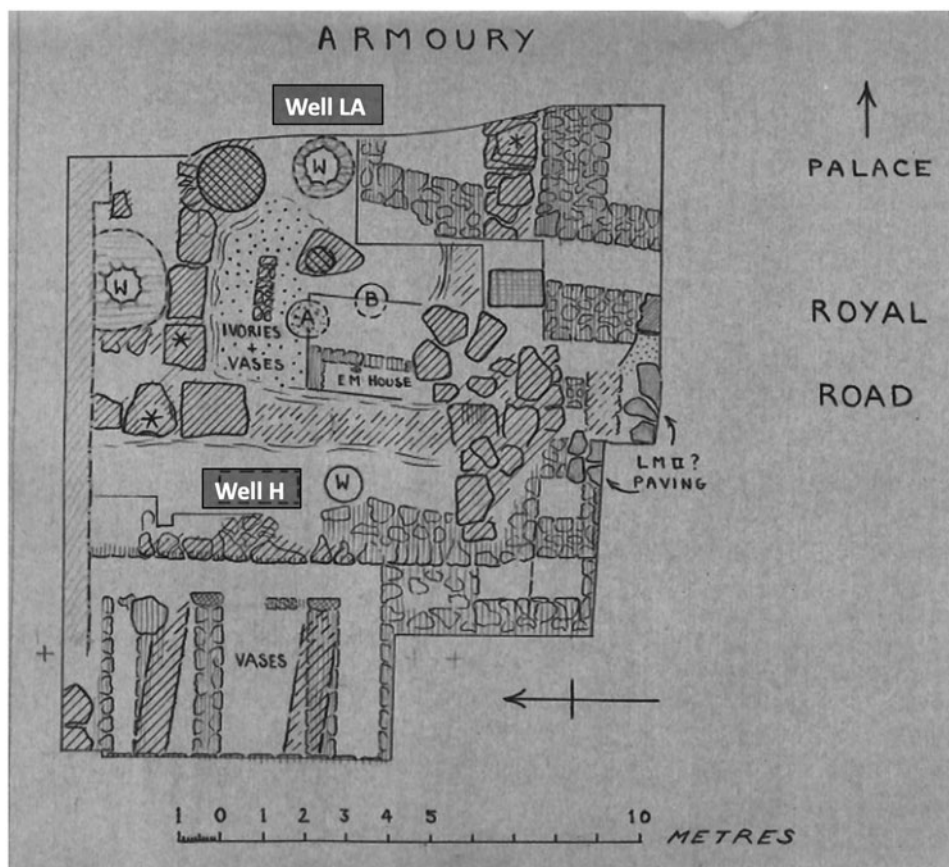 ARMOURY
Well LA
W
PALACE
W
ROYAL
B
A
IVORIES
+
VASES
EM HOUSE
ROAD
LM II?
PAVING
Well H
W
VASES
1 0 1 2 3 4 5 10 METRES